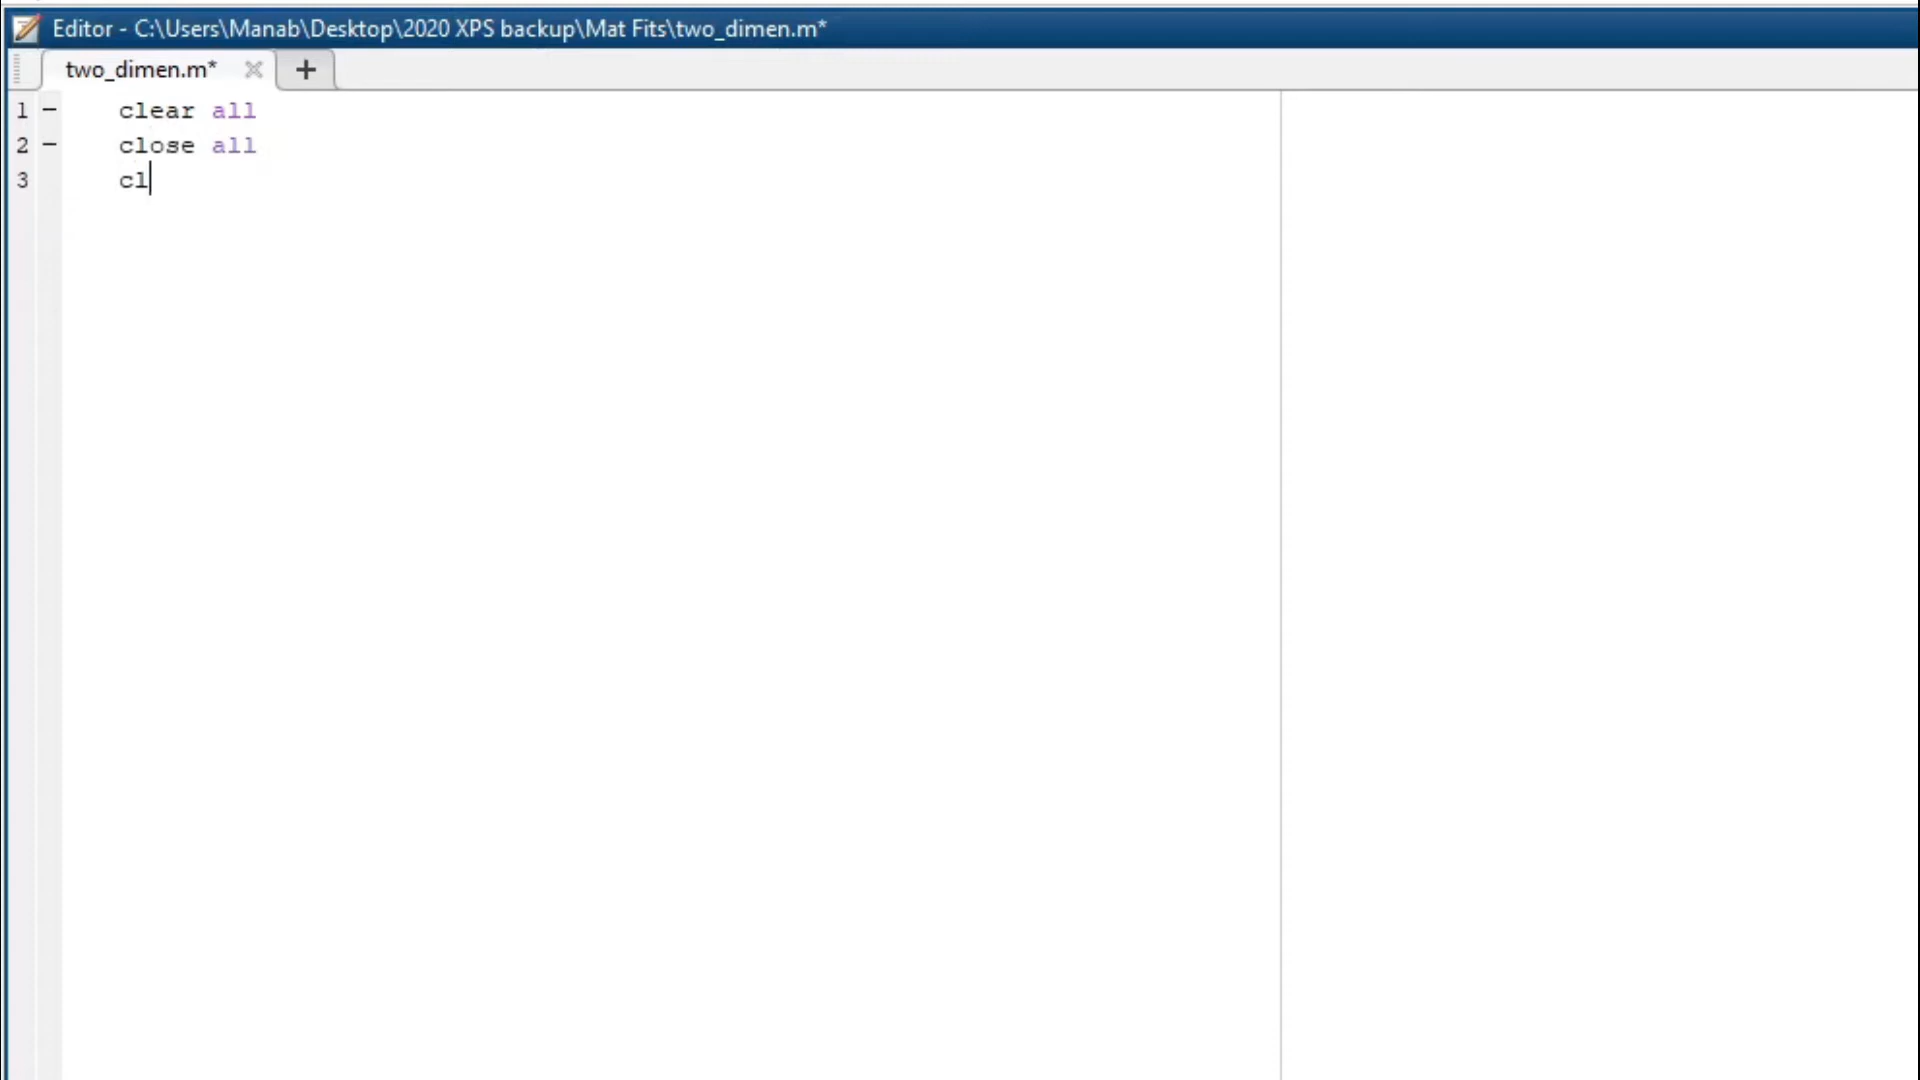 Editor - C:\Users\Manab\Desktop\2020 XPS backup\Mat Fits\two_dimen.m*
two_dimen.m*
1 clear all
2 close all
3 cl